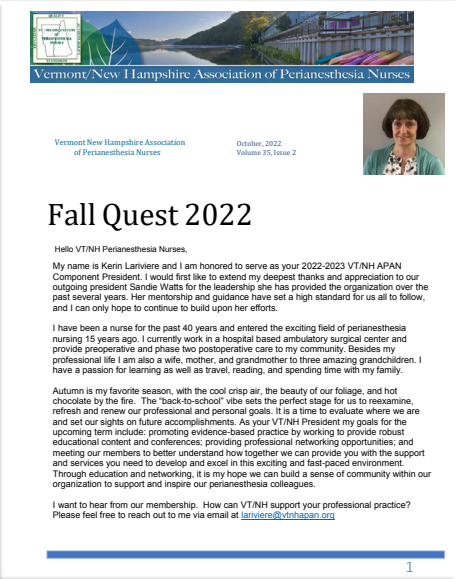 Vermont/New Hampshire Association of Perianesthesia Nurses
Vermont New Hampshire Association
of Perianesthesia Nurses
October, 2022
Volume 35, Issue 2
Fall Quest 2022
Hello VT/NH Perianesthesia Nurses,
My name is Kerin Lariviere and I am honored to serve as your 2022-2023 VT/NH APAN
Component President. I would first like to extend my deepest thanks and appreciation to our
outgoing president Sandie Watts for the leadership she has provided the organization over the
past several years. Her mentorship and guidance have set a high standard for us all to follow,
and I can only hope to continue to build upon her efforts.
I have been a nurse for the past 40 years and entered the exciting field of perianesthesia
nursing 15 years ago. I currently work in a hospital based ambulatory surgical center and
provide preoperative and phase two postoperative care to my community. Besides my
professional life I am also a wife, mother, and grandmother to three amazing grandchildren. I
have a passion for learning as well as travel, reading, and spending time with my family.
Autumn is my favorite season, with the cool crisp air, the beauty of our foliage, and hot
chocolate by the fire. The “back-to-school” vibe sets the perfect stage for us to reexamine,
refresh and renew our professional and personal goals. It is a time to evaluate where we are
and set our sights on future accomplishments. As your VT/NH President my goals for the
upcoming term include: promoting evidence-based practice by working to provide robust
educational content and conferences; providing professional networking opportunities; and
meeting our members to better understand how together we can provide you with the support
and services you need to develop and excel in this exciting and fast-paced environment.
Through education and networking, it is my hope we can build a sense of community within our
organization to support and inspire our perianesthesia colleagues.
I want to hear from our membership. How can VT/NH support your professional practice?
Please feel free to reach out to me via email at lariviere@vtnhapan.org
1